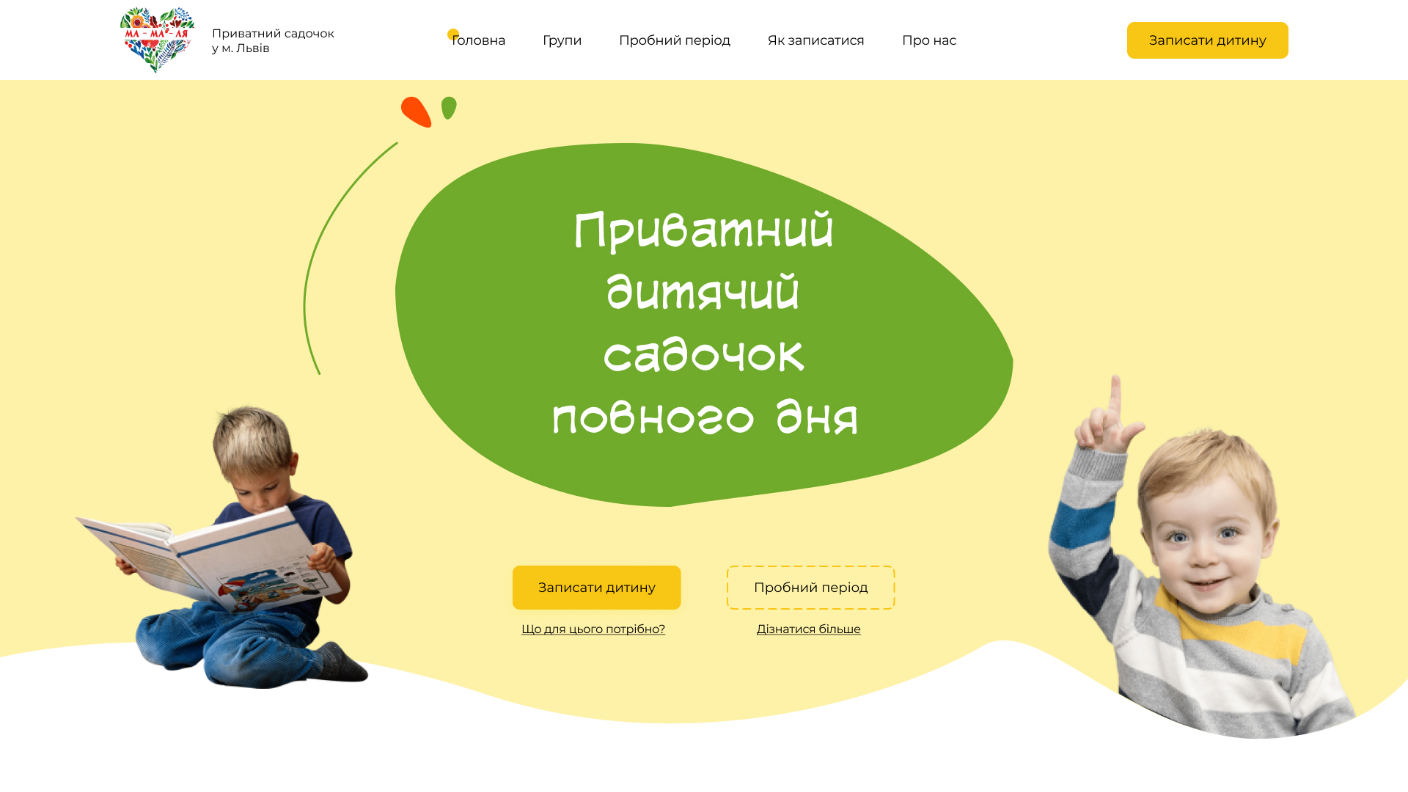 МА - МА - ЛЯ
Приватний садочок
у м. Львів
Головна
Групи
Пробний період
Як записатися
Про нас
Записати дитину
Приватний
дитячий
садочок
повного дня
Записати дитину
Пробний період
Що для цього потрібно?
Дізнатися більше